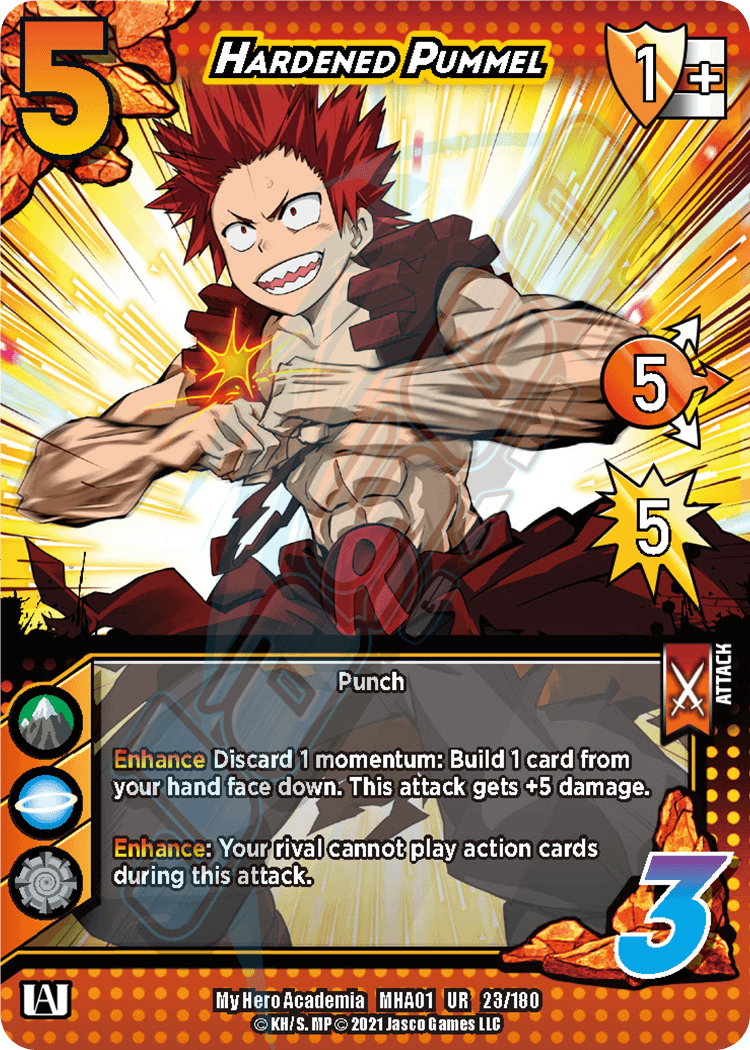 5
HARDENED PUMMEL
1 +
5
5
R
ATTACK
Punch
Enhance Discard 1 momentum: Build 1 card from
your hand face down. This attack gets +5 damage.
Enhance: Your rival cannot play action cards
during this attack.
3
UA
My Hero Academia MHA01 UR 23/180
© KH/S. MP © 2021 Jasco Games LLC